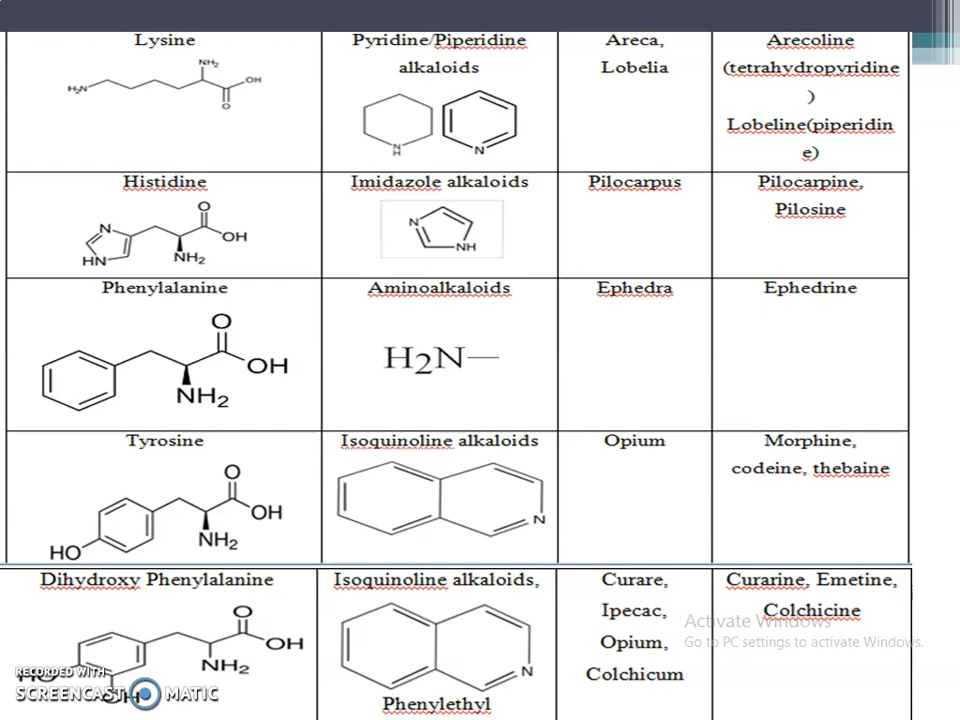 Lysine
NH₂
H₂N
OH
O
Pyridine/Piperidine
alkaloids
N
H
N
Areca,
Lobelia
Arecoline
(tetrahydropyridine
)
Lobeline(piperidin
e)
Histidine
O
N
OH
HN
NH₂
Imidazole alkaloids
N
NH
Pilocarpus
Pilocarpine,
Pilosine
Phenylalanine
O
OH
NH₂
Aminoalkaloids
H2N—
Ephedra
Ephedrine
Tyrosine
O
OH
NH₂
HO
Isoquinoline alkaloids
N
Opium
Morphine,
codeine, thebaine
Dihydroxy Phenylalanine
O
OH
NH₂
HO
OH
Isoquinoline alkaloids,
N
Phenylethyl
Curare,
Ipecac,
Opium,
Colchicum
Curarine, Emetine,
Colchicine
Activate Windows
Go to PC settings to activate Windows.
RECORDED WITH
SCREENCAST MATIC